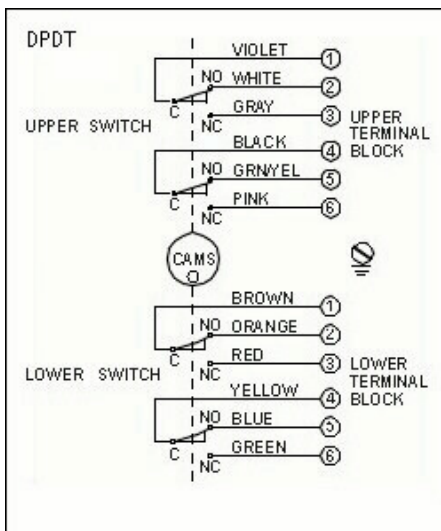 DPDT
VIOLET 1
NO WHITE 2
C
GRAY 3
NC
UPPER SWITCH
UPPER
TERMINAL
BLOCK
BLACK 4
NO GRN/YEL 5
C
PINK 6
NC
CAMS
BROWN 1
NO ORANGE 2
C
RED 3
NC
LOWER SWITCH
LOWER
TERMINAL
BLOCK
YELLOW 4
NO BLUE 5
C
GREEN 6
NC